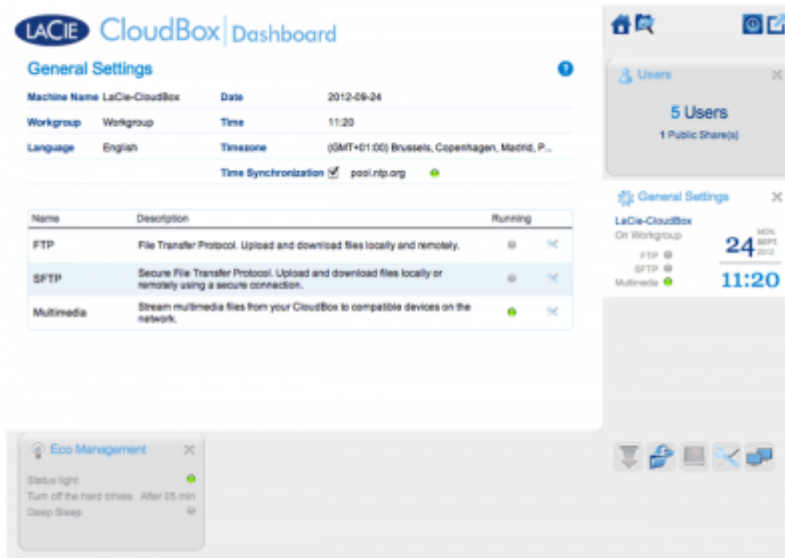 LACIE CloudBox Dashboard
General Settings
Machine Name LaCie-CloudBox Date 2012-09-24
Workgroup Workgroup Time 11:20
Language English Timezone (GMT+01:00) Brussels, Copenhagen, Madrid, P...
Time Synchronization pool.ntp.org
Name Description Running
FTP File Transfer Protocol. Upload and download files locally and remotely.
SFTP Secure File Transfer Protocol. Upload and download files locally or
remotely using a secure connection.
Multimedia Stream multimedia files from your CloudBox to compatible devices on the
network.
Users
5 Users
1 Public Share(s)
General Settings
LaCie-CloudBox
On Workgroup
FTP
SFTP
Multimedia
24 MON. SEPT. 2012
11:20
Eco Management
Status light
Turn off the hard drives After 05 min
Deep Sleep